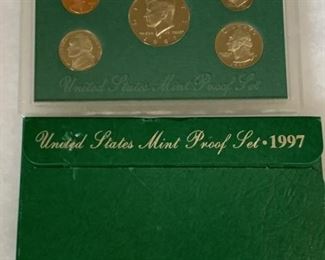 United States Mint Proof Set
United States Mint Proof Set • 1997